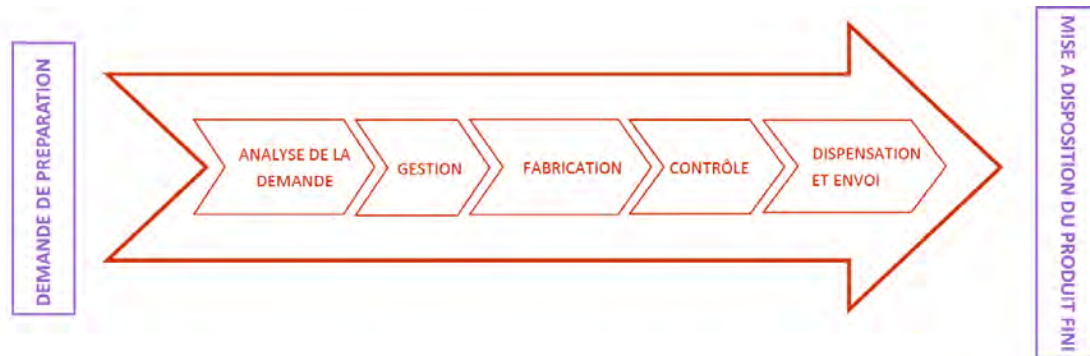 DEMANDE DE PREPARATION
ANALYSE DE LA
DEMANDE
GESTION
FABRICATION
CONTRÔLE
DISPENSATION
ET ENVOI
MISE A DISPOSITION DU PRODUIT FINI